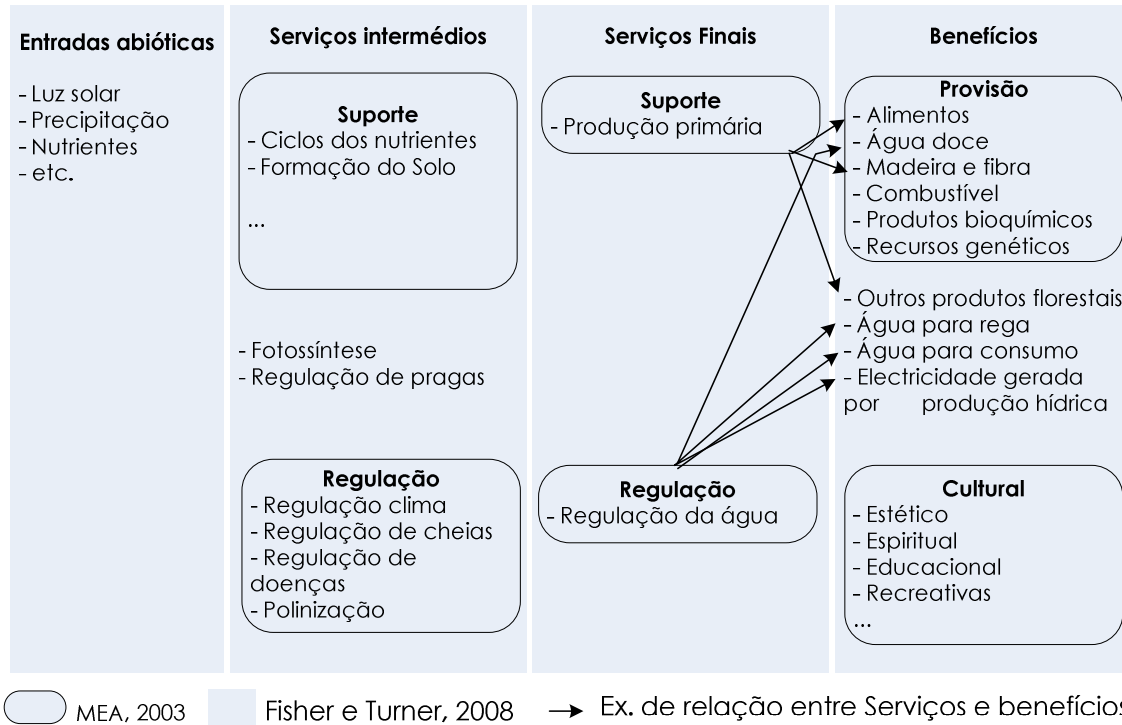 Entradas abióticas
- Luz solar
- Precipitação
- Nutrientes
- etc.
Serviços intermédios
Suporte
- Ciclos dos nutrientes
- Formação do Solo
...
- Fotossíntese
- Regulação de pragas
Regulação
- Regulação clima
- Regulação de cheias
- Regulação de
doenças
- Polinização
Serviços Finais
Suporte
- Produção primária
Regulação
- Regulação da água
Benefícios
Provisão
- Alimentos
- Água doce
- Madeira e fibra
- Combustível
- Produtos bioquímicos
- Recursos genéticos
- Outros produtos florestais
- Água para rega
- Água para consumo
- Electricidade gerada
por produção hídrica
Cultural
- Estético
- Espiritual
- Educacional
- Recreativas
...
MEA, 2003
Fisher e Turner, 2008
Ex. de relação entre Serviços e benefícios